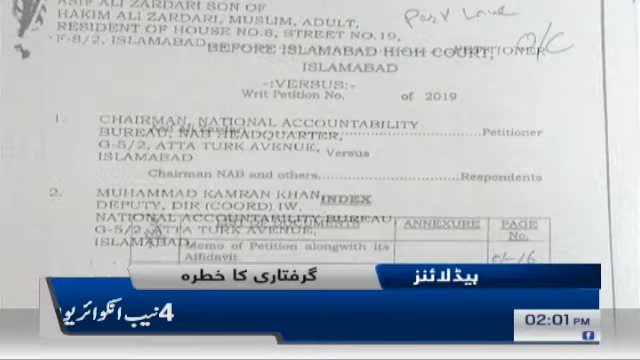 ASIF ALI ZARDARI SON OF
HAKIM ALI ZARDARI, MUSLIM, ADULT,
RESIDENT OF HOUSE NO.8, STREET NO.19,
F-8/2, ISLAMABAD
PETITIONER
O/C
BEFORE ISLAMABAD HIGH COURT,
ISLAMABAD
-:VERSUS:-
Writ Petition No. of 2019
1. CHAIRMAN, NATIONAL ACCOUNTABILITY
BUREAU, NAB HEADQUARTER,
Petitioner
G-5/2, ATTA TURK AVENUE,
Versus
ISLAMABAD
Chairman NAB and others
Respondents
2. MUHAMMAD KAMRAN KHAN,
INDEX
DEPUTY, DIR (COORD) IW,
NATIONAL ACCOUNTABILITY BUREAU,
G-5/2, ATTA TURK AVENUE,
ISLAMABAD
DOCUMENTS ANNEXURE PAGE No.
Memo of Petition alongwith its
Affidavit
ہیڈلائنز
گرفتاری کا خطرہ
4 نیب انکوائریو
02:01 PM